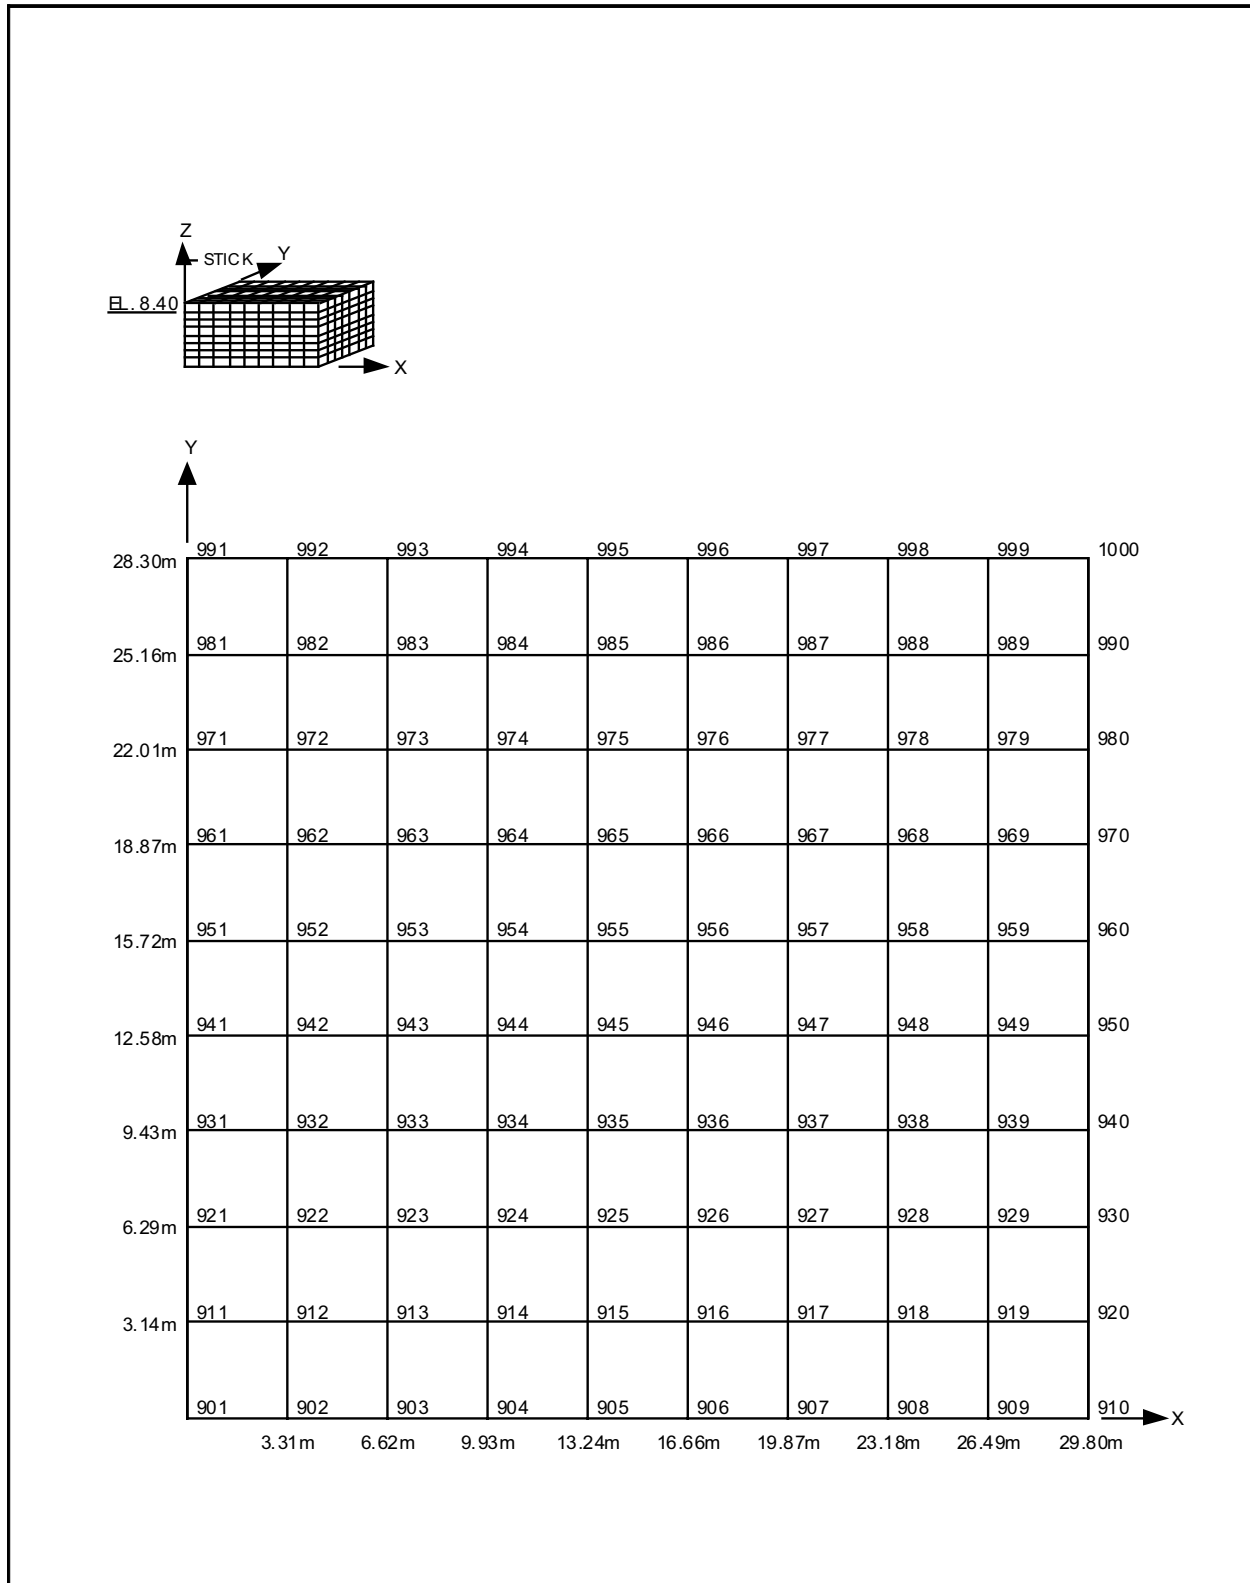 Z
STICK Y
EL. 8.40
X
Y
991 992 993 994 995 996 997 998 999 1000
28.30m
981 982 983 984 985 986 987 988 989 990
25.16m
971 972 973 974 975 976 977 978 979 980
22.01m
961 962 963 964 965 966 967 968 969 970
18.87m
951 952 953 954 955 956 957 958 959 960
15.72m
941 942 943 944 945 946 947 948 949 950
12.58m
931 932 933 934 935 936 937 938 939 940
9.43m
921 922 923 924 925 926 927 928 929 930
6.29m
911 912 913 914 915 916 917 918 919 920
3.14m
901 902 903 904 905 906 907 908 909 910
X
3.31m 6.62m 9.93m 13.24m 16.66m 19.87m 23.18m 26.49m 29.80m